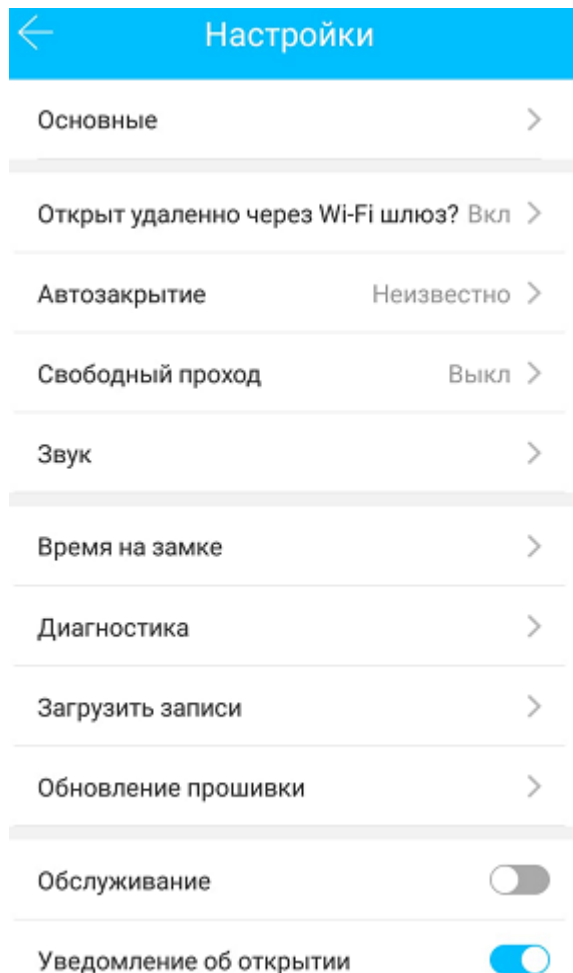 Настройки
Основные
Открыт удаленно через Wi-Fi шлюз? Вкл
Автозакрытие Неизвестно
Свободный проход Выкл
Звук
Время на замке
Диагностика
Загрузить записи
Обновление прошивки
Обслуживание
Уведомление об открытии